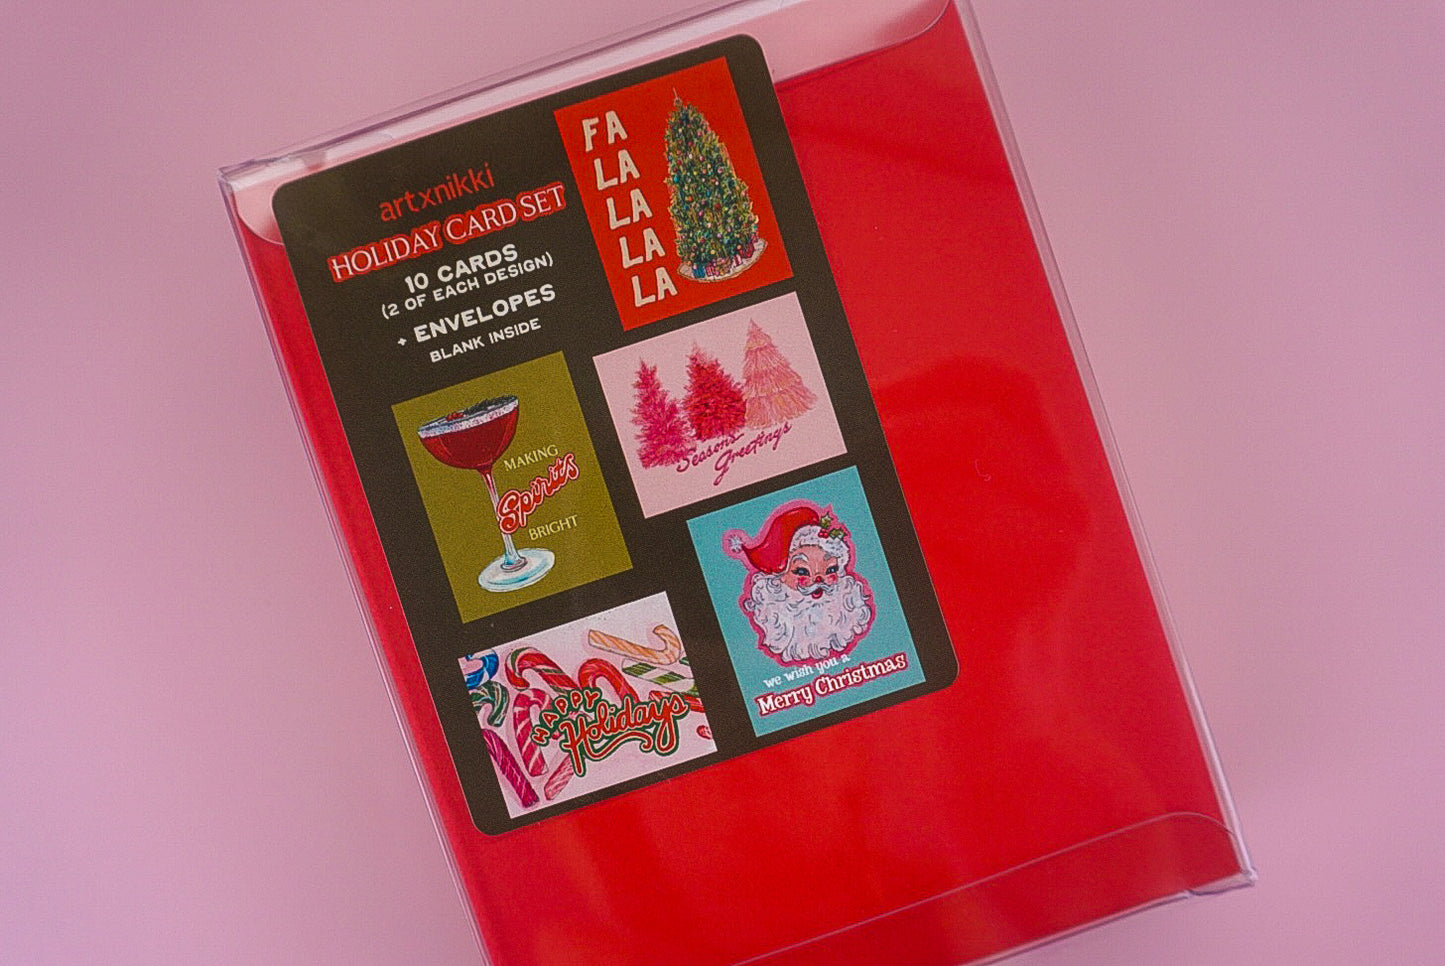 artxnikki
HOLIDAY CARD SET
10 CARDS
(2 OF EACH DESIGN)
+ ENVELOPES
BLANK INSIDE
FA
LA
LA
LA
LA
Seasons
Greetings
MAKING
Spirits
BRIGHT
we wish you a
Merry Christmas
HAPPY
Holidays